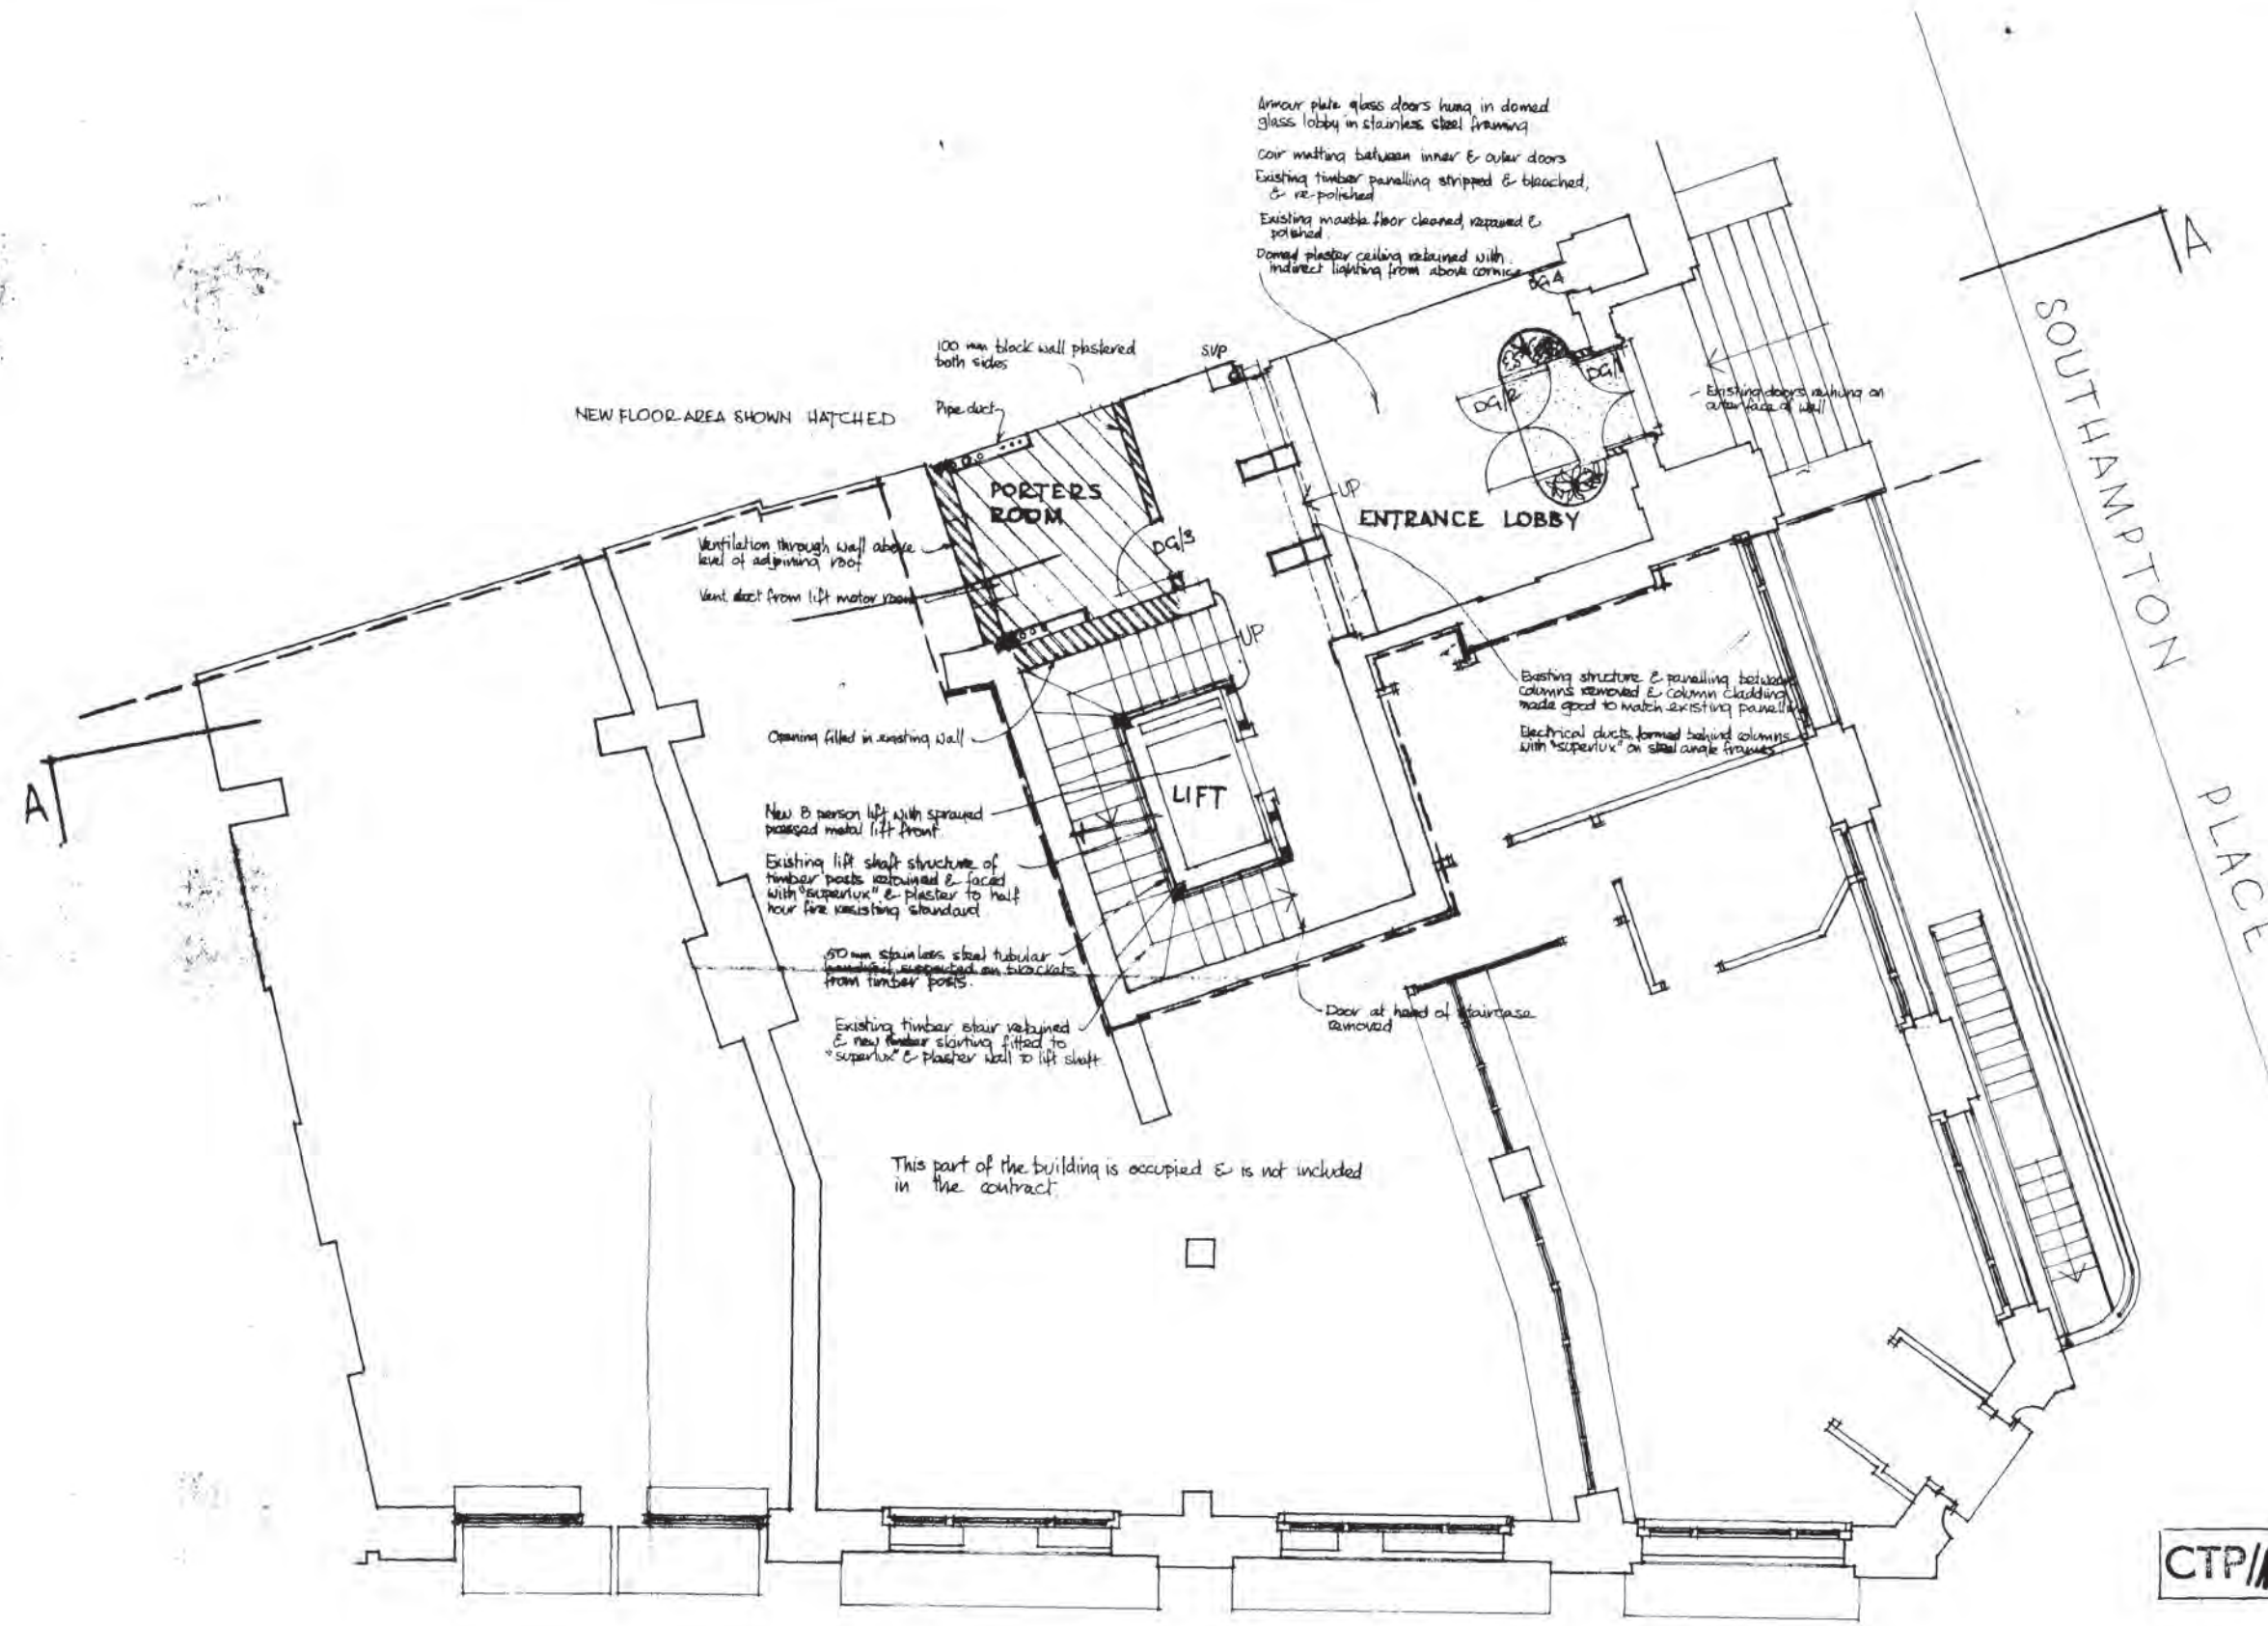 Armour plate glass doors hung in domed
glass lobby in stainless steel framing
Coir matting between inner & outer doors
Existing timber panelling stripped & bleached,
& re-polished
Existing marble floor cleaned, repaired &
polished.
Domed plaster ceiling retained with
indirect lighting from above cornice
DG4
A
SOUTHAMPTON PLACE
100 mm block wall plastered
both sides
SVP
NEW FLOOR AREA SHOWN HATCHED
Pipe duct
DG/1
DG/2
Existing doors rehung on
outer face of wall
PORTERS
ROOM
UP
ENTRANCE LOBBY
DG/3
Ventilation through wall above
level of adjoining roof
Vent duct from lift motor room
UP
Existing structure & panelling between
columns removed & column cladding
made good to match existing panelling
Electrical ducts formed behind columns
with "superlux" on steel angle frames
Opening filled in existing wall
A
LIFT
New 8 person lift with sprayed
pressed metal lift front
Existing lift shaft structure of
timber posts retained & faced
with "superlux" & plaster to half
hour fire resisting standard
50 mm stainless steel tubular
handrail supported on brackets
from timber posts.
Existing timber stair retained
& new timber skirting fitted to
"superlux" & plaster wall to lift shaft
Door at head of staircase
removed
This part of the building is occupied & is not included
in the contract
CTP/